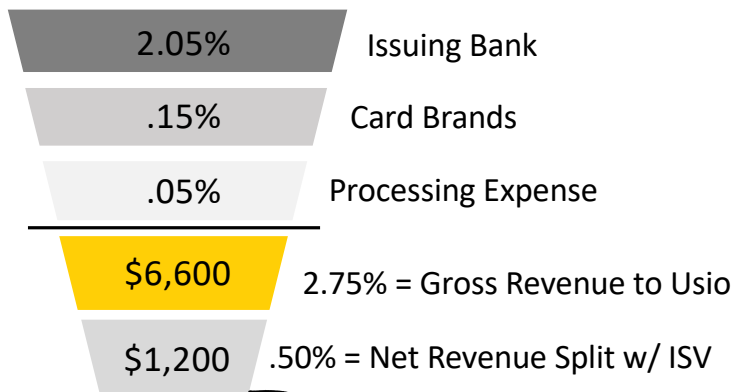 2.05% Issuing Bank
.15% Card Brands
.05% Processing Expense
$6,600 2.75% = Gross Revenue to Usio
$1,200 .50% = Net Revenue Split w/ ISV